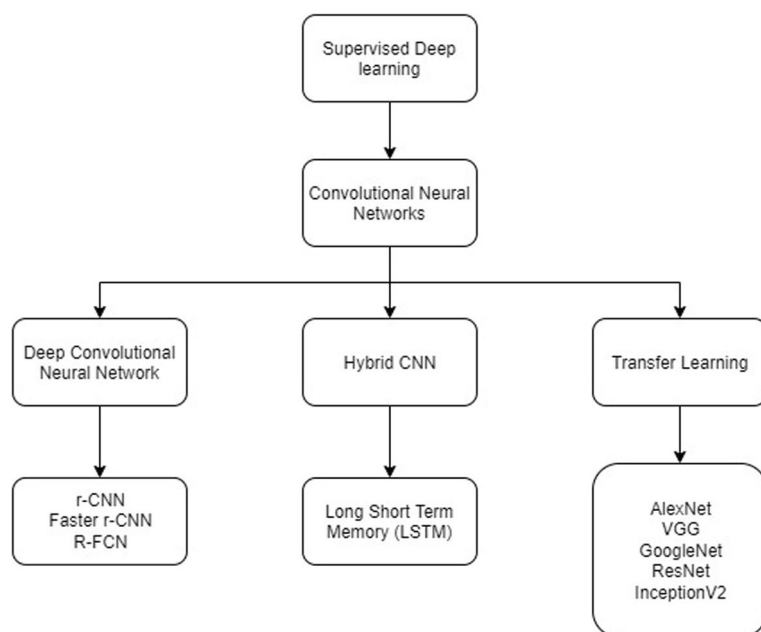 Supervised Deep
learning
Convolutional Neural
Networks
Deep Convolutional
Neural Network
Hybrid CNN
Transfer Learning
r-CNN
Faster r-CNN
R-FCN
Long Short Term
Memory (LSTM)
AlexNet
VGG
GoogleNet
ResNet
InceptionV2